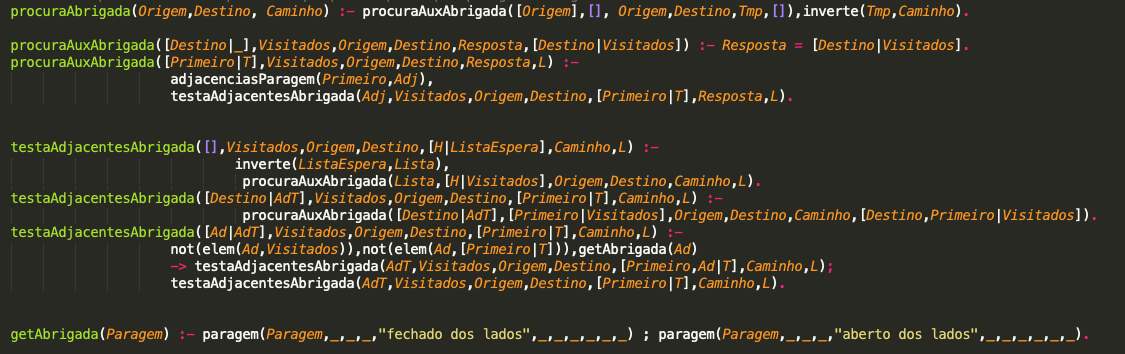 procuraAbrigada(Origem,Destino, Caminho) :- procuraAuxAbrigada([Origem],[], Origem,Destino,Tmp,[]),inverte(Tmp,Caminho).
procuraAuxAbrigada([Destino|_],Visitados,Origem,Destino,Resposta,[Destino|Visitados]) :- Resposta = [Destino|Visitados].
procuraAuxAbrigada([Primeiro|T],Visitados,Origem,Destino,Resposta,L) :-
adjacenciasParagem(Primeiro,Adj),
testaAdjacentesAbrigada(Adj,Visitados,Origem,Destino,[Primeiro|T],Resposta,L).
testaAdjacentesAbrigada([],Visitados,Origem,Destino,[H|ListaEspera],Caminho,L) :-
inverte(ListaEspera,Lista),
procuraAuxAbrigada(Lista,[H|Visitados],Origem,Destino,Caminho,L).
testaAdjacentesAbrigada([Destino|AdT],Visitados,Origem,Destino,[Primeiro|T],Caminho,L) :-
procuraAuxAbrigada([Destino|AdT],[Primeiro|Visitados],Origem,Destino,Caminho,[Destino,Primeiro|Visitados]).
testaAdjacentesAbrigada([Ad|AdT],Visitados,Origem,Destino,[Primeiro|T],Caminho,L) :-
not(elem(Ad,Visitados)),not(elem(Ad,[Primeiro|T])),getAbrigada(Ad)
-> testaAdjacentesAbrigada(AdT,Visitados,Origem,Destino,[Primeiro,Ad|T],Caminho,L);
testaAdjacentesAbrigada(AdT,Visitados,Origem,Destino,[Primeiro|T],Caminho,L).
getAbrigada(Paragem) :- paragem(Paragem,_,_,_,"fechado dos lados",_,_,_,_,_,_) ; paragem(Paragem,_,_,_,"aberto dos lados",_,_,_,_,_,_).